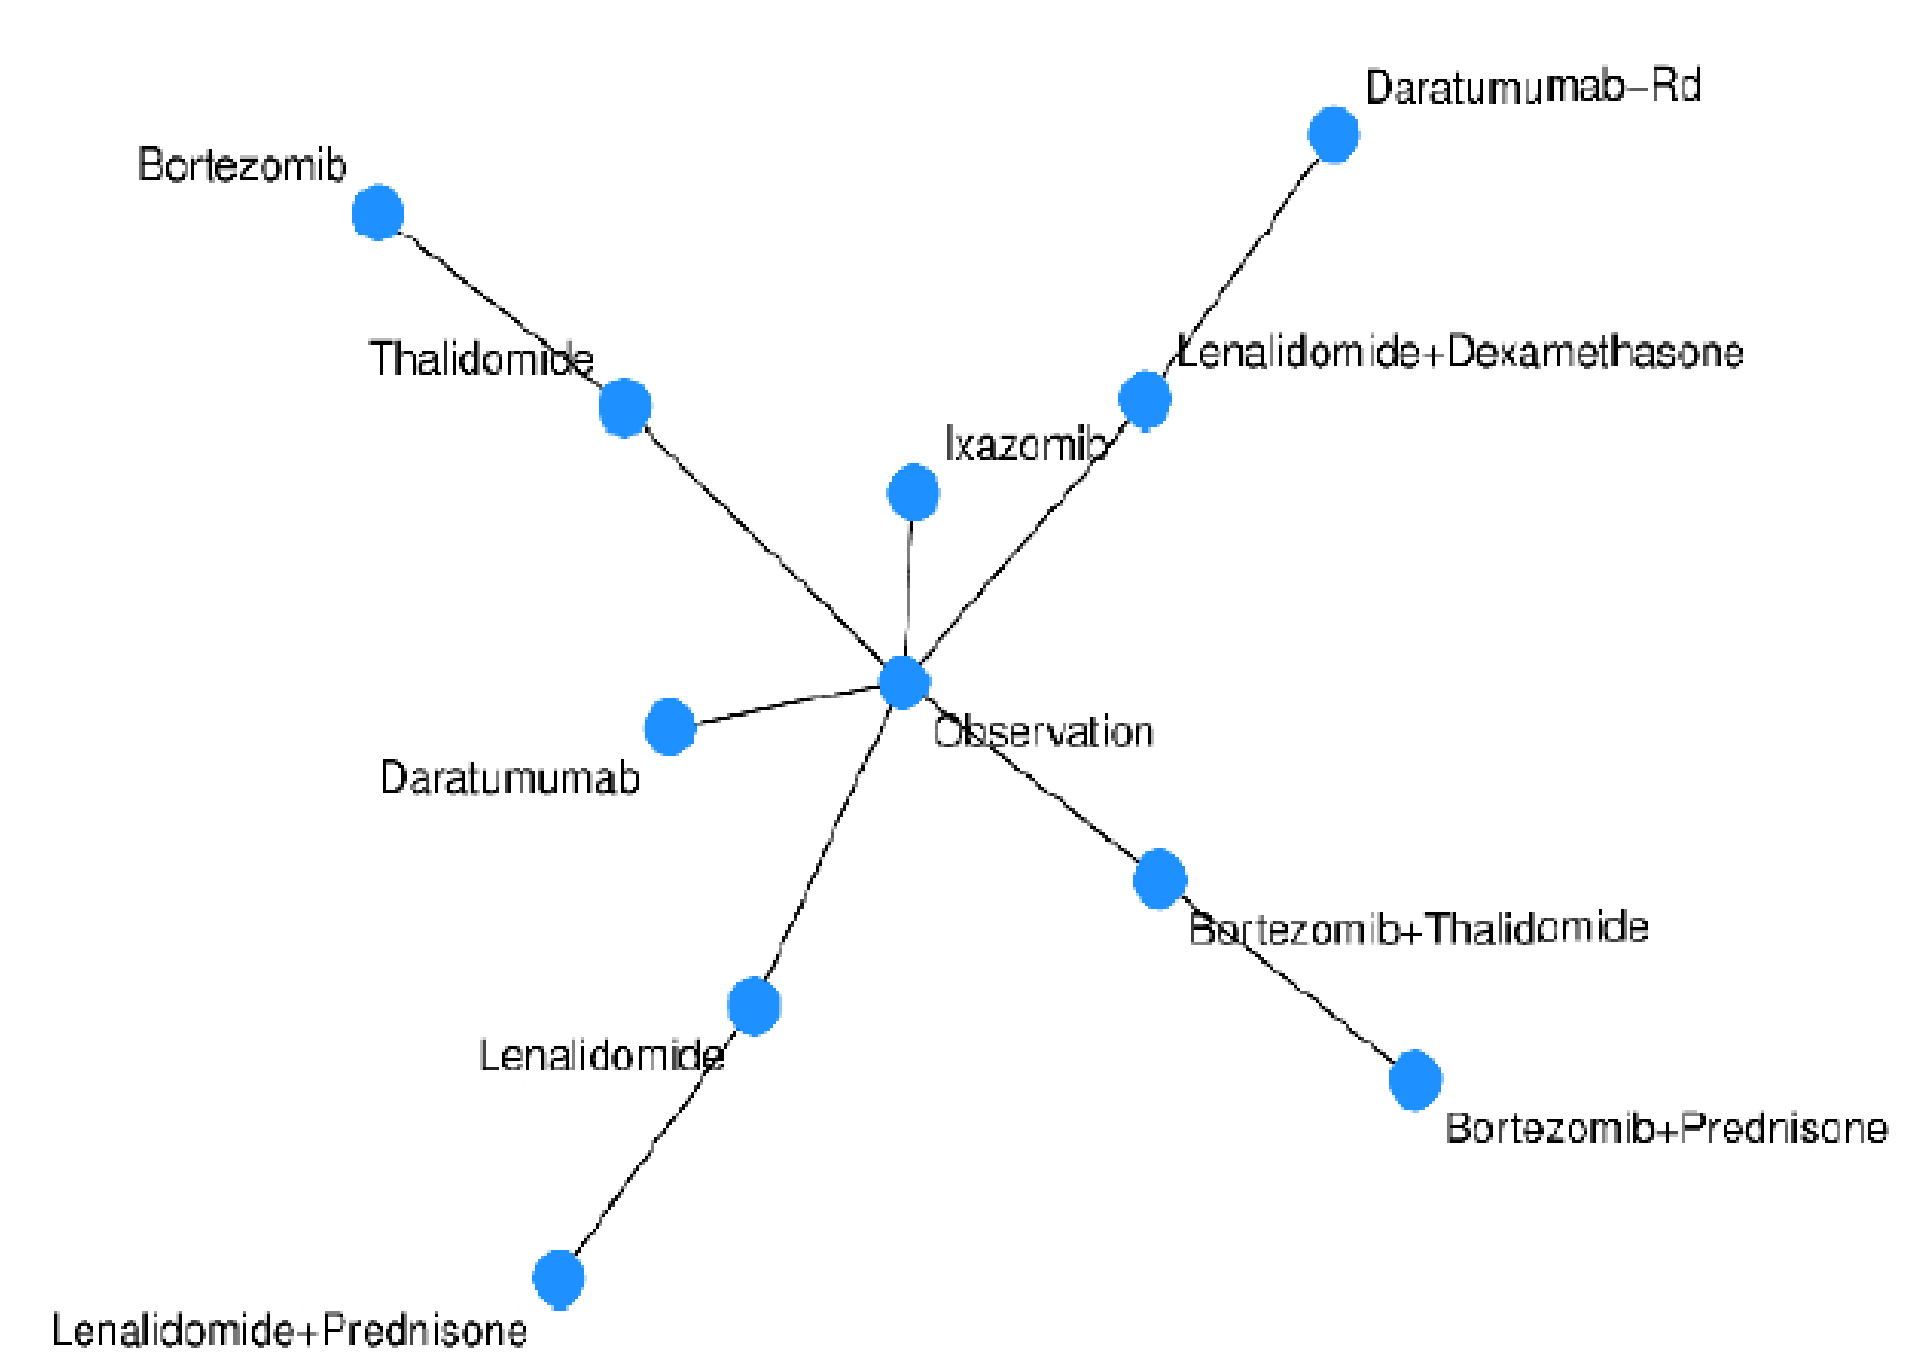 Daratumumab–Rd
Bortezomib
Lenalidomide+Dexamethasone
Thalidomide
Ixazomib
Observation
Daratumumab
Bortezomib+Thalidomide
Lenalidomide
Bortezomib+Prednisone
Lenalidomide+Prednisone